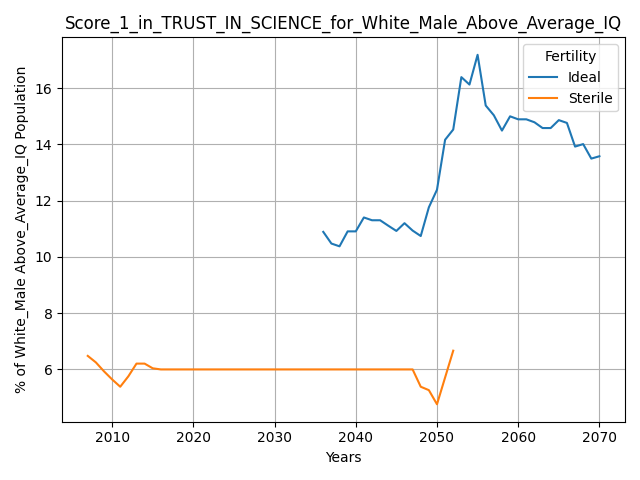 Score_1_in_TRUST_IN_SCIENCE_for_White_Male_Above_Average_IQ
% of White_Male Above_Average_IQ Population
16
14
12
10
8
6
Fertility
Ideal
Sterile
2010 2020 2030 2040 2050 2060 2070
Years